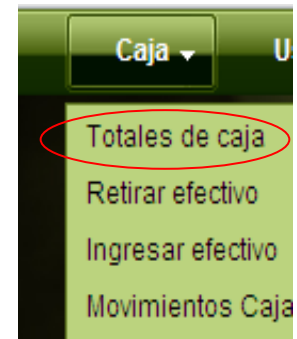 Caja
Totales de caja
Retirar efectivo
Ingresar efectivo
Movimientos Caja